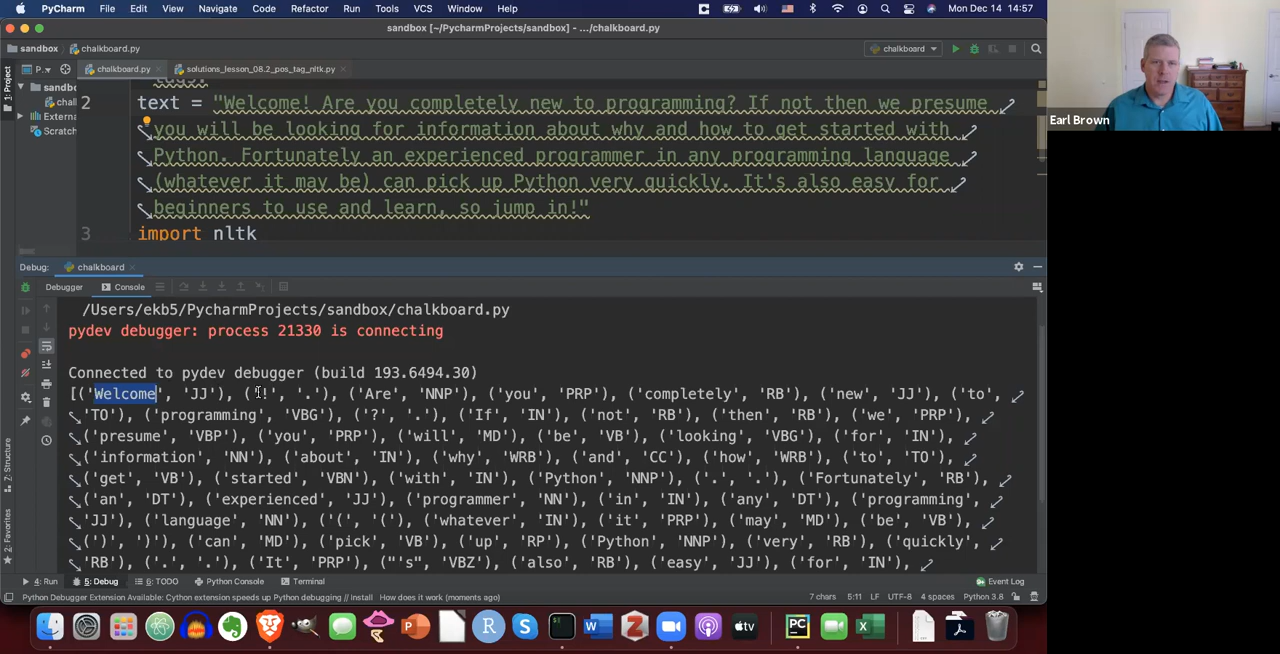 PyCharm File Edit View Navigate Code Refactor Run Tools VCS Window Help Mon Dec 14 14:57
sandbox [~/PycharmProjects/sandbox] - .../chalkboard.py
sandbox chalkboard.py chalkboard
1: Project
P.. chalkboard.py solutions_lesson_08.2_pos_tag_nltk.py
sandbo
chall
Externa
Scratch
tags.
2 text = "Welcome! Are you completely new to programming? If not then we presume
you will be looking for information about why and how to get started with
Python. Fortunately an experienced programmer in any programming language
(whatever it may be) can pick up Python very quickly. It's also easy for
beginners to use and learn, so jump in!"
3 import nltk
Earl Brown
Debug: chalkboard
Debugger Console
/Users/ekb5/PycharmProjects/sandbox/chalkboard.py
pydev debugger: process 21330 is connecting
Connected to pydev debugger (build 193.6494.30)
[('Welcome', 'JJ'), ('!', '.'), ('Are', 'NNP'), ('you', 'PRP'), ('completely', 'RB'), ('new', 'JJ'), ('to',
'TO'), ('programming', 'VBG'), ('?', '.'), ('If', 'IN'), ('not', 'RB'), ('then', 'RB'), ('we', 'PRP'),
('presume', 'VBP'), ('you', 'PRP'), ('will', 'MD'), ('be', 'VB'), ('looking', 'VBG'), ('for', 'IN'),
('information', 'NN'), ('about', 'IN'), ('why', 'WRB'), ('and', 'CC'), ('how', 'WRB'), ('to', 'TO'),
('get', 'VB'), ('started', 'VBN'), ('with', 'IN'), ('Python', 'NNP'), ('.', '.'), ('Fortunately', 'RB'),
('an', 'DT'), ('experienced', 'JJ'), ('programmer', 'NN'), ('in', 'IN'), ('any', 'DT'), ('programming',
'JJ'), ('language', 'NN'), ('(', '('), ('whatever', 'IN'), ('it', 'PRP'), ('may', 'MD'), ('be', 'VB'),
(')', ')'), ('can', 'MD'), ('pick', 'VB'), ('up', 'RP'), ('Python', 'NNP'), ('very', 'RB'), ('quickly',
'RB'), ('.', '.'), ('It', 'PRP'), ("'s", 'VBZ'), ('also', 'RB'), ('easy', 'JJ'), ('for', 'IN'),
7: Structure
2: Favorites
4: Run 5: Debug 6: TODO Python Console Terminal Event Log
Python Debugger Extension Available: Cython extension speeds up Python debugging // Install How does it work (moments ago) 7 chars 5:11 LF UTF-8 4 spaces Python 3.8
R S W Z tv PC X